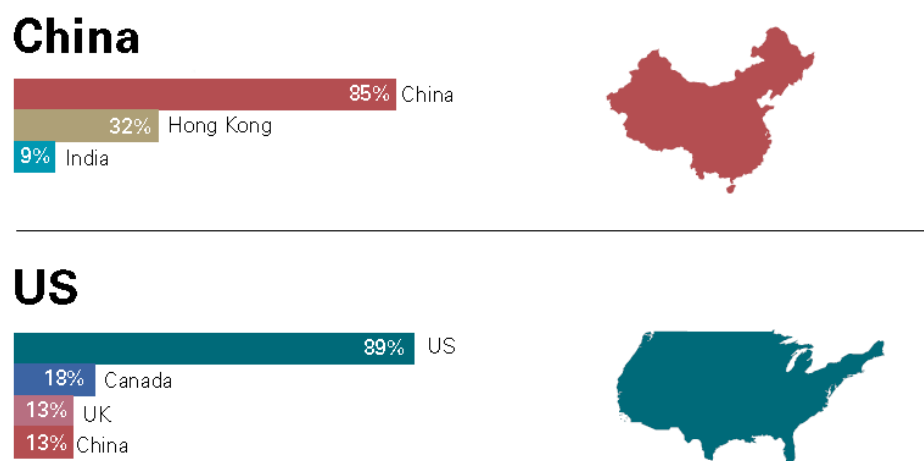 China
85% China
32% Hong Kong
9% India
US
89% US
18% Canada
13% UK
13% China